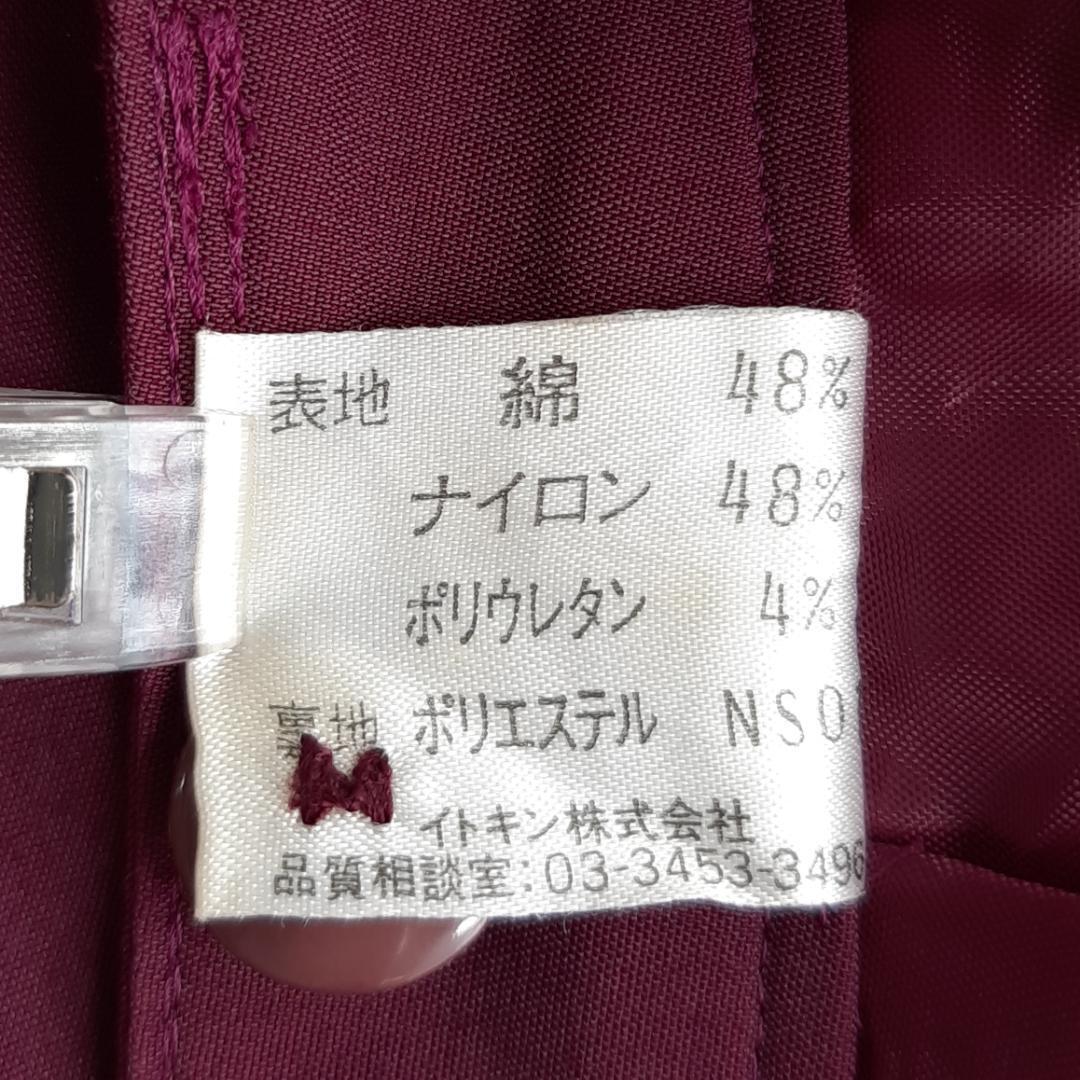 表地 綿 48%
ナイロン 48%
ポリウレタン 4%
裏地 ポリエステル NSO
イトキン株式会社
品質相談室:03-3453-3496